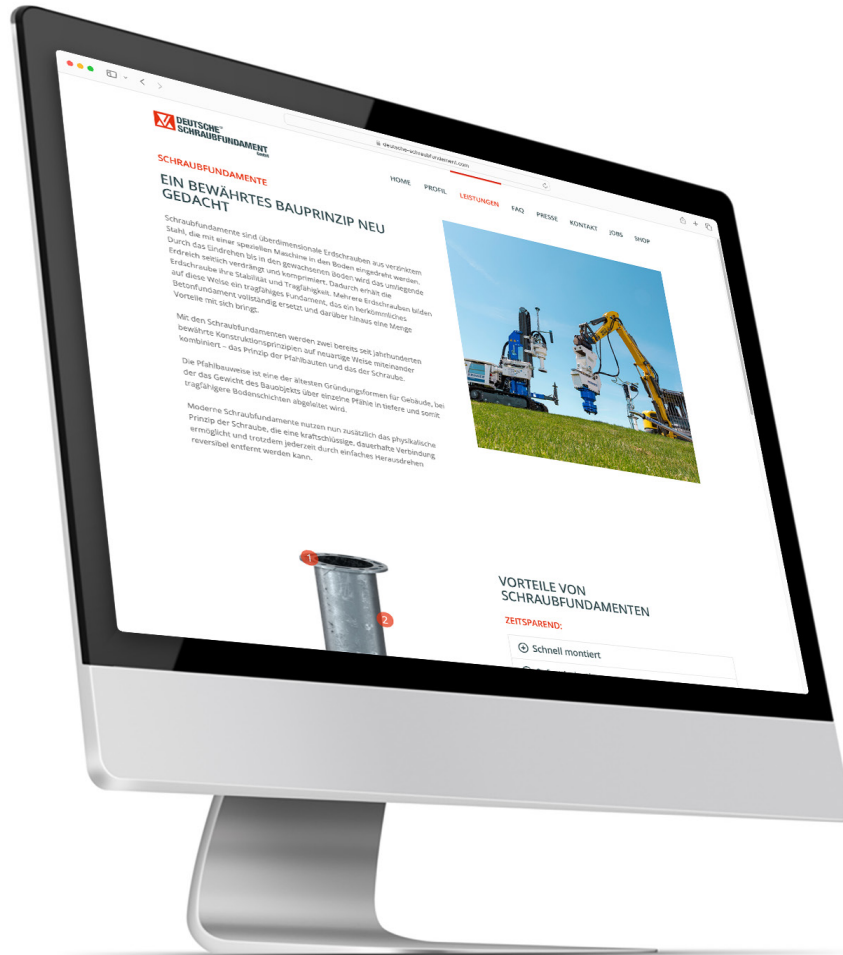 deutsche-schraubfundament.com
DEUTSCHE®
SCHRAUBFUNDAMENT
GMBH
HOME PROFIL LEISTUNGEN FAQ PRESSE KONTAKT JOBS SHOP
SCHRAUBFUNDAMENTE
EIN BEWÄHRTES BAUPRINZIP NEU
GEDACHT
Schraubfundamente sind überdimensionale Erdschrauben aus verzinktem
Stahl, die mit einer speziellen Maschine in den Boden eingedreht werden.
Durch das Eindrehen bis in den gewachsenen Boden wird das umliegende
Erdreich seitlich verdrängt und komprimiert. Dadurch erhält die
Erdschraube ihre Stabilität und Tragfähigkeit. Mehrere Erdschrauben bilden
auf diese Weise ein tragfähiges Fundament, das ein herkömmliches
Betonfundament vollständig ersetzt und darüber hinaus eine Menge
Vorteile mit sich bringt.
Mit den Schraubfundamenten werden zwei bereits seit Jahrhunderten
bewährte Konstruktionsprinzipien auf neuartige Weise miteinander
kombiniert – das Prinzip der Pfahlbauten und das der Schraube.
Die Pfahlbauweise ist eine der ältesten Gründungsformen für Gebäude, bei
der das Gewicht des Bauobjekts über einzelne Pfähle in tiefere und somit
tragfähigere Bodenschichten abgeleitet wird.
Moderne Schraubfundamente nutzen nun zusätzlich das physikalische
Prinzip der Schraube, die eine kraftschlüssige, dauerhafte Verbindung
ermöglicht und trotzdem jederzeit durch einfaches Herausdrehen
reversibel entfernt werden kann.
1
2
VORTEILE VON
SCHRAUBFUNDAMENTEN
ZEITSPAREND:
Schnell montiert